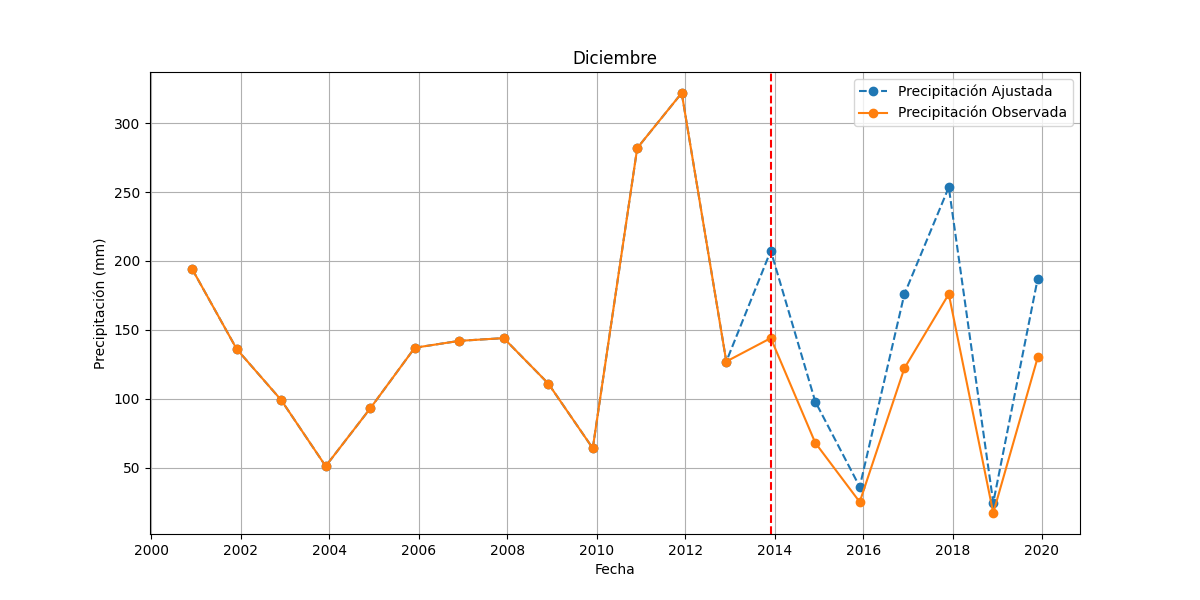 Diciembre
Precipitación Ajustada
Precipitación Observada
Precipitación (mm)
300
250
200
150
100
50
2000 2002 2004 2006 2008 2010 2012 2014 2016 2018 2020
Fecha